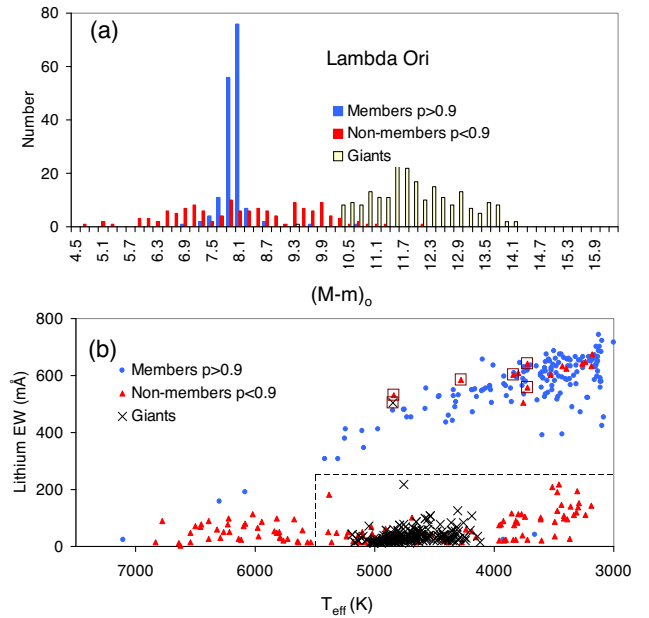 (a)
Lambda Ori
Members p>0.9
Non-members p<0.9
Giants
Number
80
60
40
20
0
4.5 5.1 5.7 6.3 6.9 7.5 8.1 8.7 9.3 9.9 10.5 11.1 11.7 12.3 12.9 13.5 14.1 14.7 15.3 15.9
(M-m)o
(b)
Members p>0.9
Non-members p<0.9
Giants
Lithium EW (mÅ)
800
600
400
200
0
7000 6000 5000 4000 3000
Teff (K)